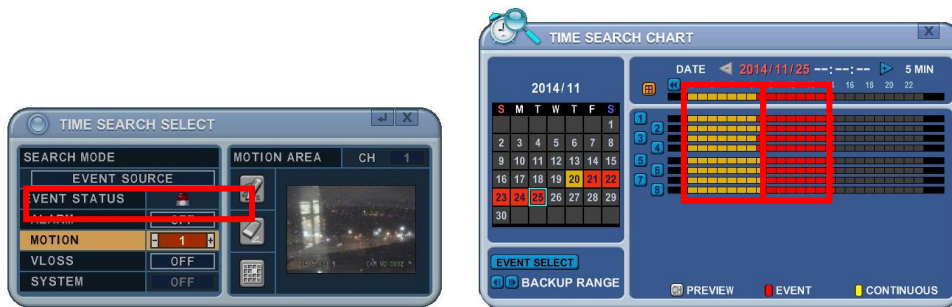 TIME SEARCH SELECT
SEARCH MODE
EVENT SOURCE
EVENT STATUS
ALARM OFF
MOTION - 1 +
VLOSS OFF
SYSTEM OFF
MOTION AREA CH 1
TIME SEARCH CHART X
2014/11
S M T W T F S
1
2 3 4 5 6 7 8
9 10 11 12 13 14 15
16 17 18 19 20 21 22
23 24 25 26 27 28 29
30
EVENT SELECT
BACKUP RANGE
DATE 2014/11/25 --:--:-- 5 MIN
16 18 20 22
1
2
3
4
5
6
7
8
PREVIEW EVENT CONTINUOUS